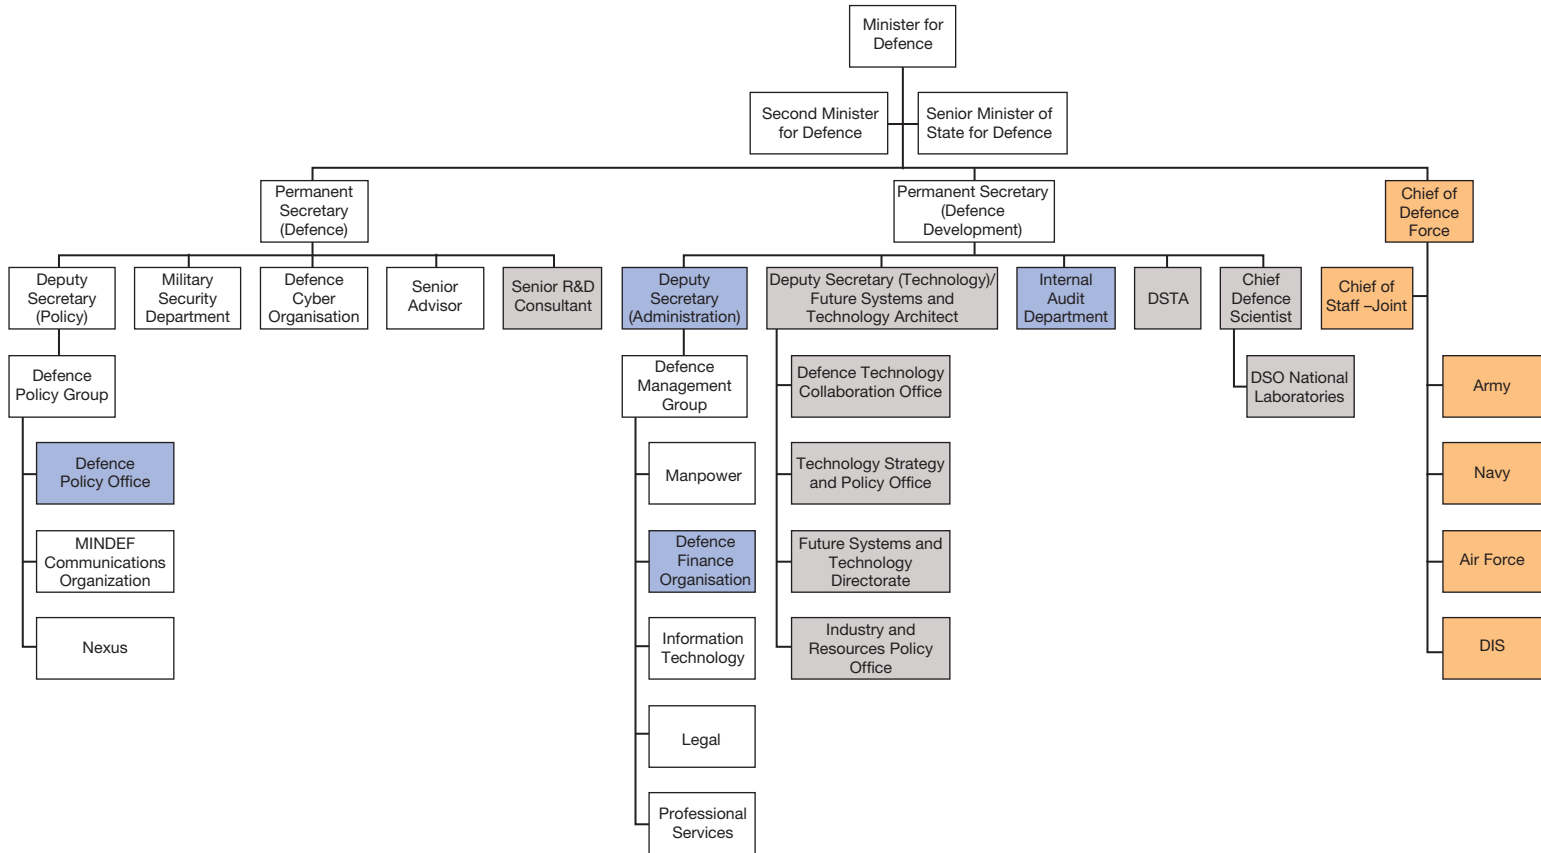 Minister for
Defence
Second Minister
for Defence
Senior Minister of
State for Defence
Permanent
Secretary
(Defence)
Permanent Secretary
(Defence
Development)
Chief of
Defence
Force
Deputy
Secretary
(Policy)
Military
Security
Department
Defence
Cyber
Organisation
Senior
Advisor
Senior R&D
Consultant
Deputy
Secretary
(Administration)
Deputy Secretary (Technology)/
Future Systems and
Technology Architect
Internal
Audit
Department
DSTA
Chief
Defence
Scientist
Chief of
Staff –Joint
Defence
Policy Group
Defence
Management
Group
Defence Technology
Collaboration Office
DSO National
Laboratories
Army
Defence
Policy Office
Manpower
Technology Strategy
and Policy Office
Navy
MINDEF
Communications
Organization
Defence
Finance
Organisation
Future Systems and
Technology
Directorate
Air Force
Nexus
Information
Technology
Industry and
Resources Policy
Office
DIS
Legal
Professional
Services